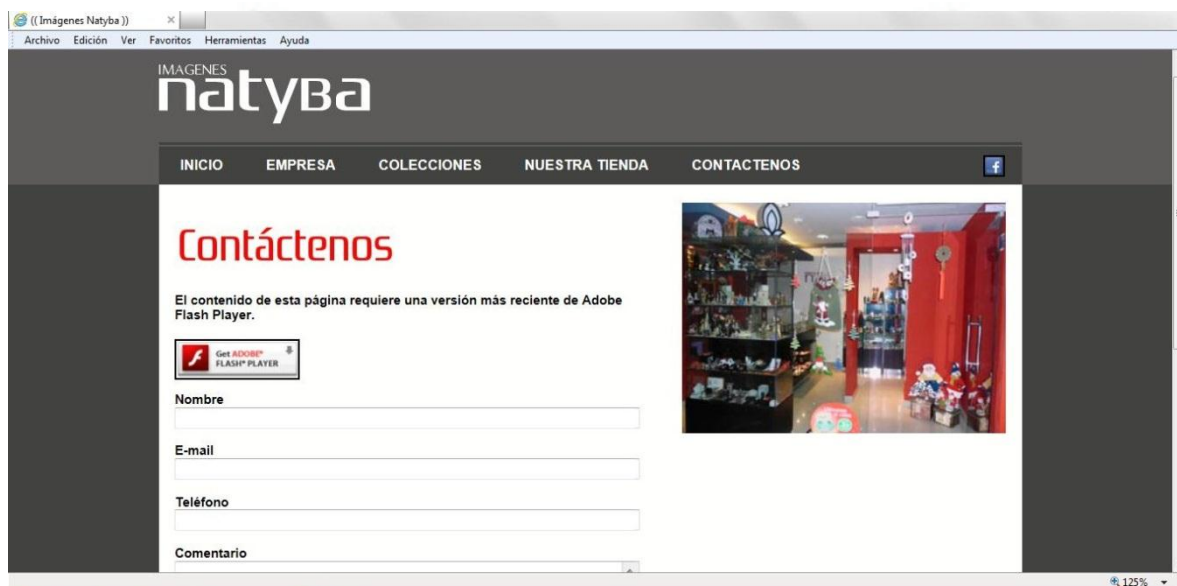 ((Imágenes Natyba))
Archivo Edición Ver Favoritos Herramientas Ayuda
IMAGENES
natyba
INICIO EMPRESA COLECCIONES NUESTRA TIENDA CONTACTENOS
Contáctenos
El contenido de esta página requiere una versión más reciente de Adobe
Flash Player.
Get ADOBE®
FLASH® PLAYER
Nombre
E-mail
Teléfono
Comentario
125%